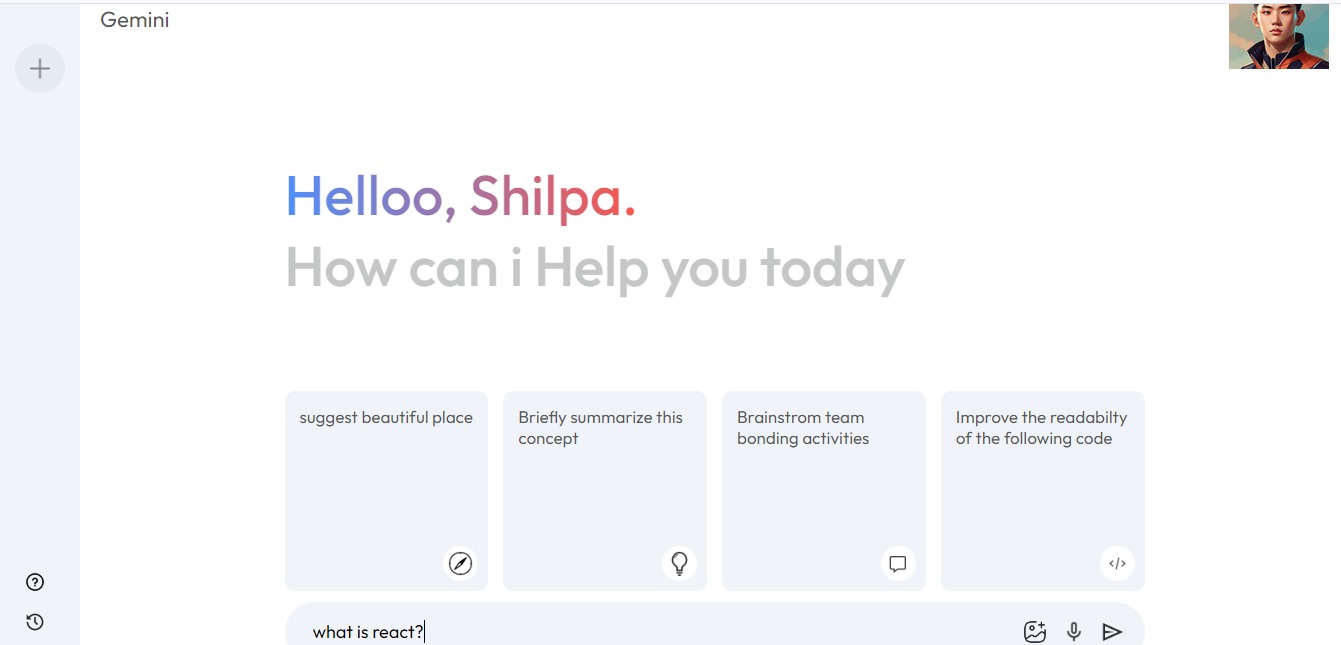 Gemini
Helloo, Shilpa.
How can i Help you today
suggest beautiful place
Briefly summarize this
concept
Brainstrom team
bonding activities
Improve the readabilty
of the following code
what is react?